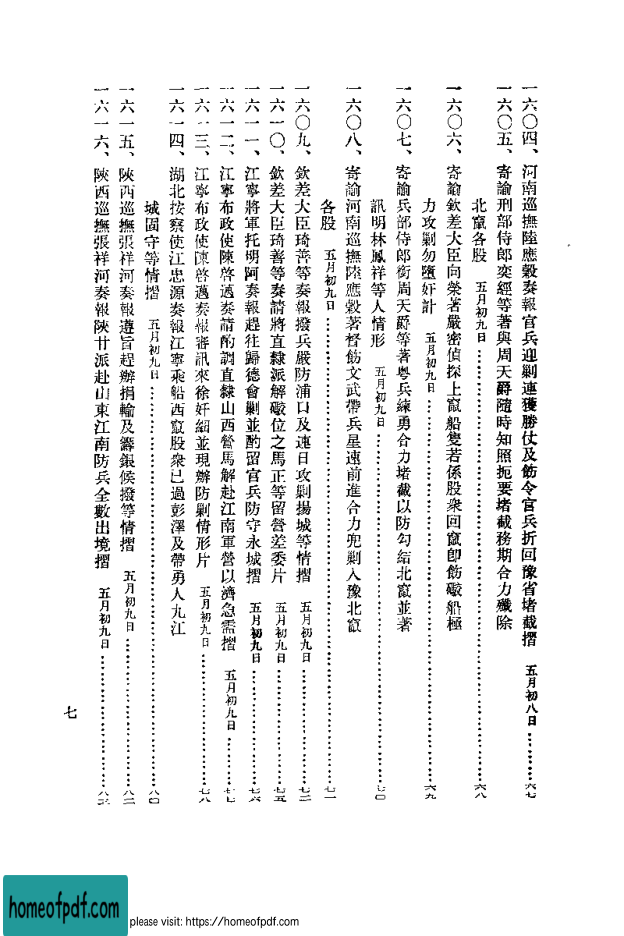 一六〇四、河南巡撫陸應穀奏報官兵迎剿連獲勝仗及飭令官兵折回豫省堵截摺 五月初八日…………六七
一六〇五、寄諭刑部侍郎奕經等著與周天爵隨時知照扼要堵截務期合力殲除
北竄各股 五月初九日…………六八
一六〇六、寄諭欽差大臣向榮著嚴密偵探上竄船隻若係股衆回竄卽飭礮船極
力攻剿勿墮奸計 五月初九日…………六九
一六〇七、寄諭兵部侍郎銜周天爵等著粵兵練勇合力堵截以防勾結北竄並著
訊明林鳳祥等人情形 五月初九日…………七〇
一六〇八、寄諭河南巡撫陸應穀著督飭文武帶兵星速前進合力兜剿入豫北竄
各股 五月初九日…………七一
一六〇九、欽差大臣琦善等奏報撥兵嚴防浦口及連日攻剿揚城等情摺 五月初九日…………七二
一六一〇、欽差大臣琦善等奏請將直隸派解礮位之馬正等留營差委片 五月初九日…………七五
一六一一、江寧將軍托明阿奏報趕往歸德會剿並酌留官兵防守永城摺 五月初九日…………七六
一六一二、江寧布政使陳啓邁奏請酌調直隸山西營馬解赴江南軍營以濟急需摺 五月初九日…………七七
一六一三、江寧布政使陳啓邁奏報審訊來徐奸細並現辦防剿情形片 五月初九日…………七八
一六一四、湖北按察使江忠源奏報江寧乘船西竄股衆已過彭澤及帶勇入九江
城固守等情摺 五月初九日…………八〇
一六一五、陝西巡撫張祥河奏報遵旨趕辦捐輸及籌銀候撥等情摺 五月初九日…………八二
一六一六、陝西巡撫張祥河奏報陝甘派赴山東江南防兵全數出境摺 五月初九日…………八三
七
homeofpdf.com
please visit: https://homeofpdf.com